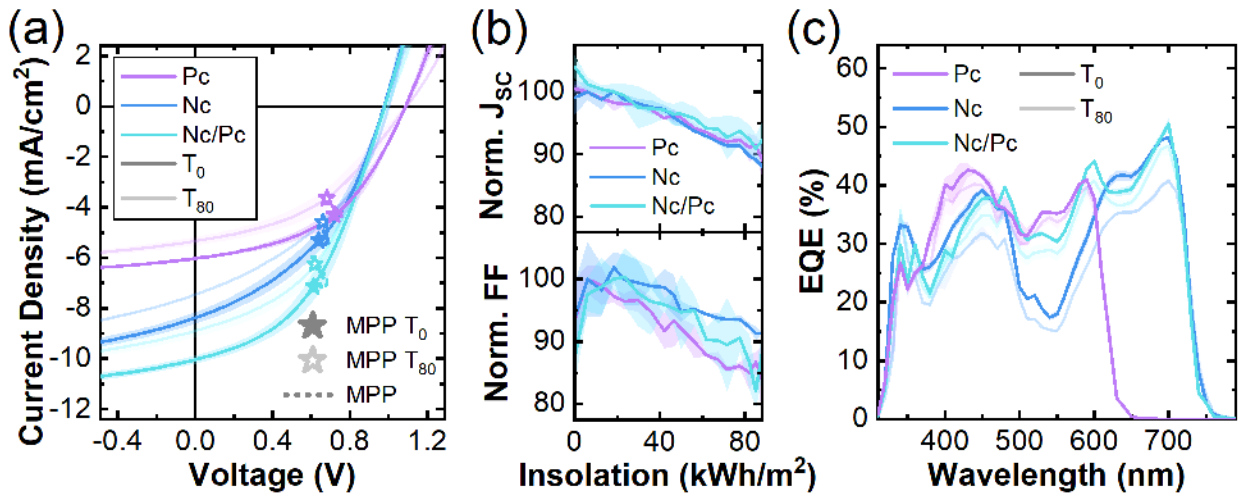 (a)
Current Density (mA/cm²)
2
0
-2
-4
-6
-8
-10
-12
Pc
Nc
Nc/Pc
T₀
T₈₀
MPP T₀
MPP T₈₀
MPP
-0.4
0.0
0.4
0.8
1.2
Voltage (V)
(b)
Norm. J_SC
100
90
80
Pc
Nc
Nc/Pc
Norm. FF
100
90
80
0
40
80
Insolation (kWh/m²)
(c)
EQE (%)
60
50
40
30
20
10
0
Pc
Nc
Nc/Pc
T₀
T₈₀
400
500
600
700
Wavelength (nm)